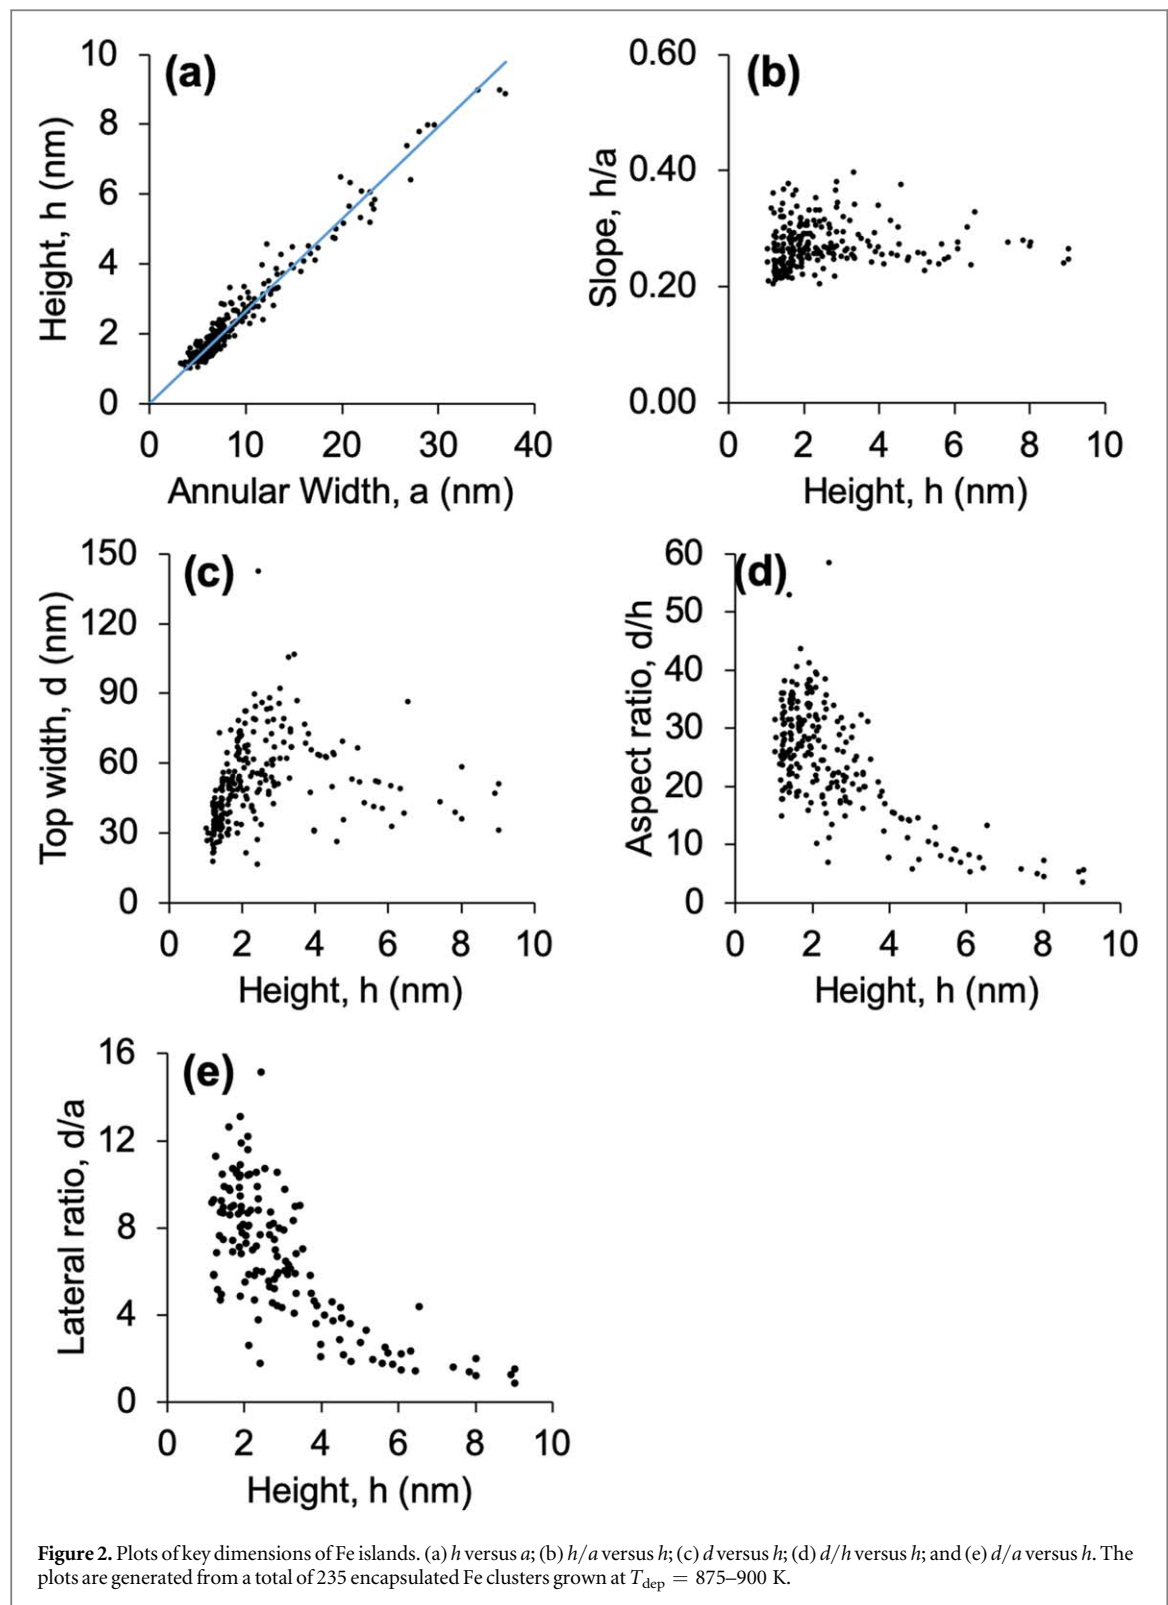 (a)
10
8
6
4
2
0
Height, h (nm)
0 10 20 30 40
Annular Width, a (nm)
(b)
0.60
0.40
0.20
0.00
Slope, h/a
0 2 4 6 8 10
Height, h (nm)
(c)
150
120
90
60
30
0
Top width, d (nm)
0 2 4 6 8 10
Height, h (nm)
(d)
60
50
40
30
20
10
0
Aspect ratio, d/h
0 2 4 6 8 10
Height, h (nm)
(e)
16
12
8
4
0
Lateral ratio, d/a
0 2 4 6 8 10
Height, h (nm)
Figure 2. Plots of key dimensions of Fe islands. (a) h versus a; (b) h/a versus h; (c) d versus h; (d) d/h versus h; and (e) d/a versus h. The
plots are generated from a total of 235 encapsulated Fe clusters grown at Tdep = 875–900 K.